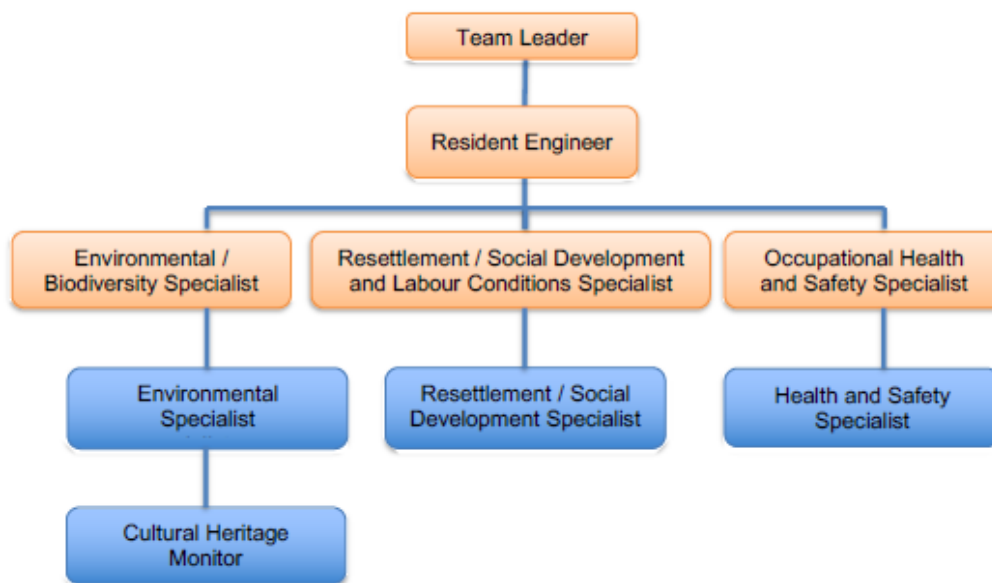 Team Leader
Resident Engineer
Environmental /
Biodiversity Specialist
Resettlement / Social Development
and Labour Conditions Specialist
Occupational Health
and Safety Specialist
Environmental
Specialist
Resettlement / Social
Development Specialist
Health and Safety
Specialist
Cultural Heritage
Monitor